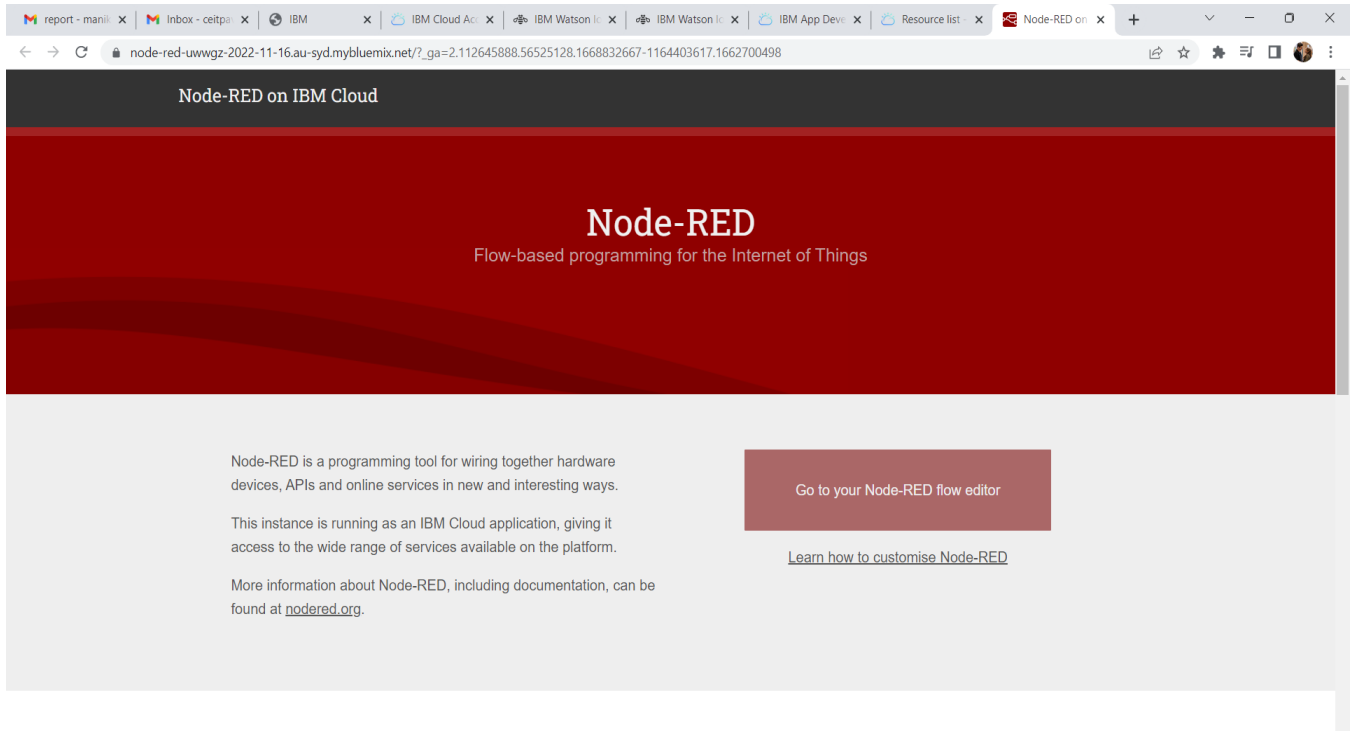 report - manik
Inbox - ceitpav
IBM
IBM Cloud Acc
IBM Watson Io
IBM Watson Io
IBM App Deve
Resource list -
Node-RED on
node-red-uwwgz-2022-11-16.au-syd.mybluemix.net/?_ga=2.112645888.56525128.1668832667-1164403617.1662700498
Node-RED on IBM Cloud
Node-RED
Flow-based programming for the Internet of Things
Node-RED is a programming tool for wiring together hardware
devices, APIs and online services in new and interesting ways.
This instance is running as an IBM Cloud application, giving it
access to the wide range of services available on the platform.
More information about Node-RED, including documentation, can be
found at nodered.org.
Go to your Node-RED flow editor
Learn how to customise Node-RED